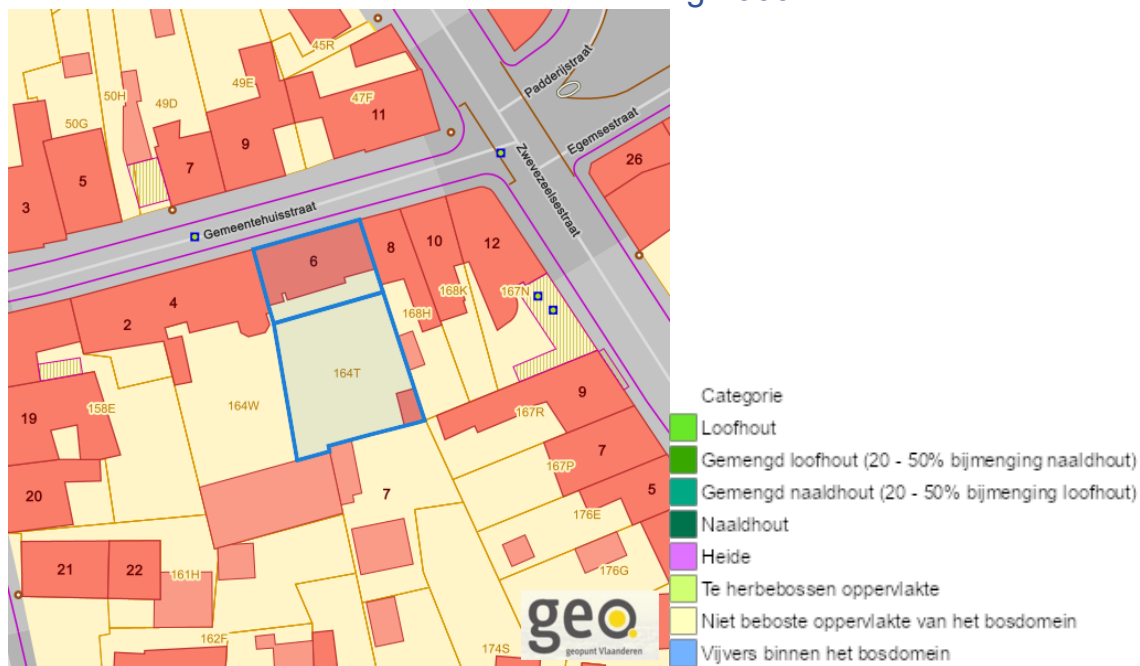 45R
50H
49D
49E
47F
50G
11
9
7
5
3
Padderijstraat
Egemsestraat
Zwevezeelsestraat
26
Gemeentehuisstraat
6
8
10
12
4
2
168K
167N
168H
164T
164W
158E
19
9
167R
7
167P
20
7
5
176E
21
22
161H
176G
162F
174S
geo
geopunt Vlaanderen
Categorie
Loofhout
Gemengd loofhout (20 - 50% bijmenging naaldhout)
Gemengd naaldhout (20 - 50% bijmenging loofhout)
Naaldhout
Heide
Te herbebossen oppervlakte
Niet beboste oppervlakte van het bosdomein
Vijvers binnen het bosdomein